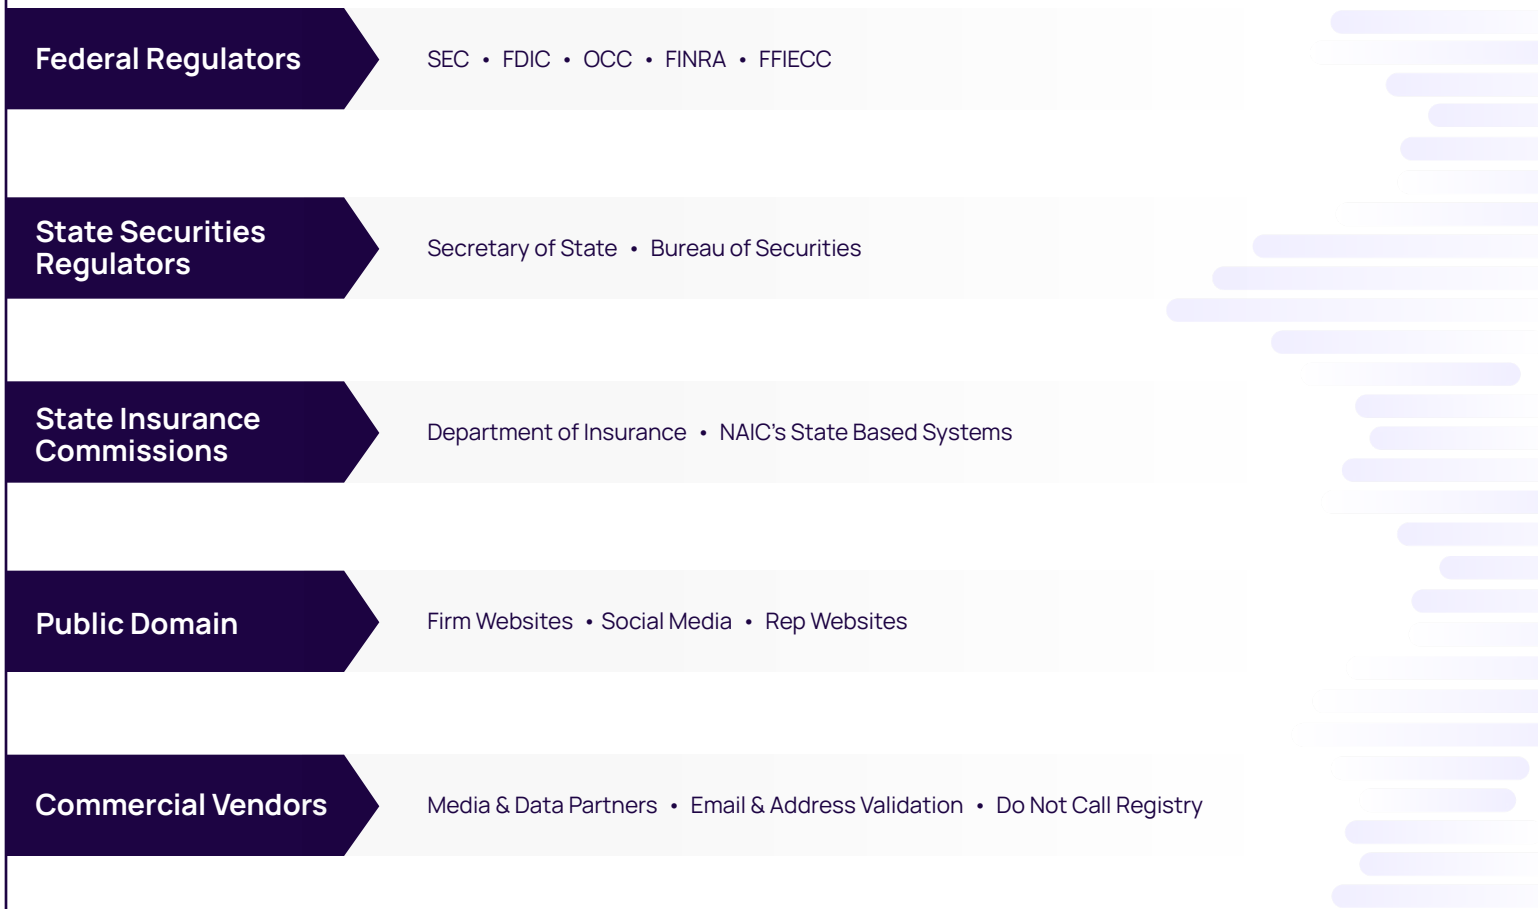 Federal Regulators
SEC • FDIC • OCC • FINRA • FFIECC
State Securities
Regulators
Secretary of State • Bureau of Securities
State Insurance
Commissions
Department of Insurance • NAIC’s State Based Systems
Public Domain
Firm Websites • Social Media • Rep Websites
Commercial Vendors
Media & Data Partners • Email & Address Validation • Do Not Call Registry